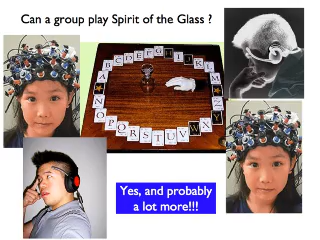 Can a group play Spirit of the Glass ?
A B C D E F G H K L M
N O P Q R S T U V W X Y Z
Yes, and probably
a lot more!!!